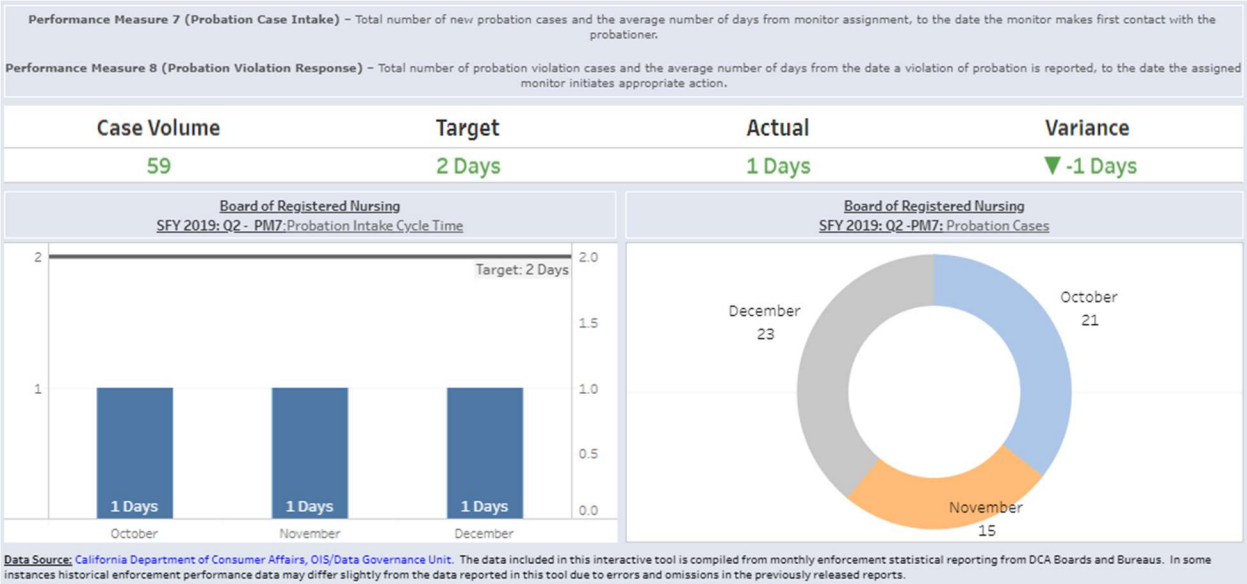 Performance Measure 7 (Probation Case Intake) – Total number of new probation cases and the average number of days from monitor assignment, to the date the monitor makes first contact with the
probationer.
Performance Measure 8 (Probation Violation Response) – Total number of probation violation cases and the average number of days from the date a violation of probation is reported, to the date the assigned
monitor initiates appropriate action.
Case Volume Target Actual Variance
59 2 Days 1 Days ▼ -1 Days
Board of Registered Nursing
SFY 2019: Q2 - PM7:Probation Intake Cycle Time
2 2.0
Target: 2 Days
1.5
1 1.0
0.5
1 Days 1 Days 1 Days
0.0
October November December
Board of Registered Nursing
SFY 2019: Q2 -PM7: Probation Cases
October
21
December
23
November
15
Data Source: California Department of Consumer Affairs, OIS/Data Governance Unit. The data included in this interactive tool is compiled from monthly enforcement statistical reporting from DCA Boards and Bureaus. In some
instances historical enforcement performance data may differ slightly from the data reported in this tool due to errors and omissions in the previously released reports.